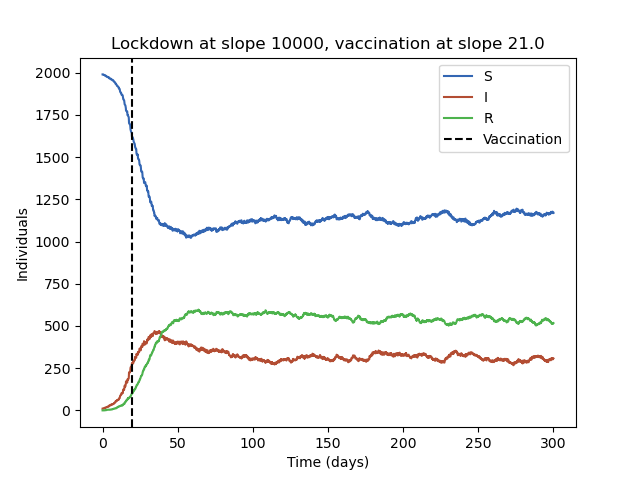 Lockdown at slope 10000, vaccination at slope 21.0
S
I
R
Vaccination
Individuals
2000
1750
1500
1250
1000
750
500
250
0
0 50 100 150 200 250 300
Time (days)